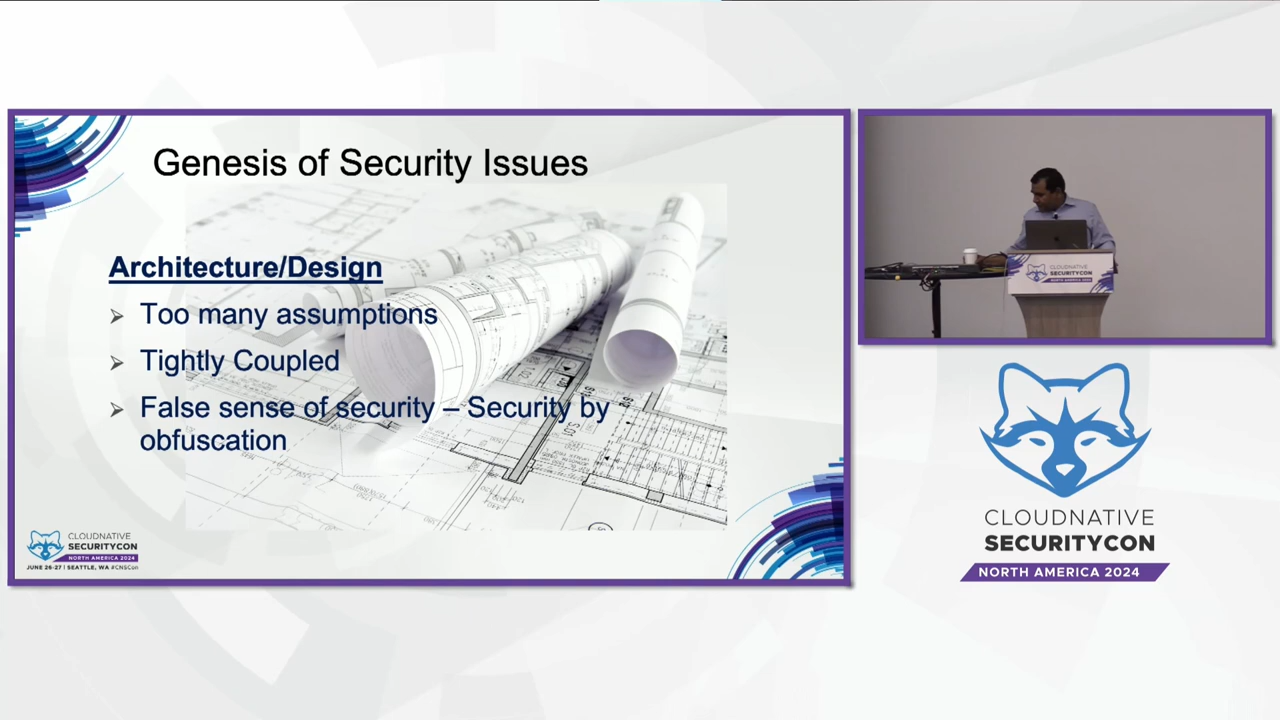 Genesis of Security Issues
Architecture/Design
Too many assumptions
Tightly Coupled
False sense of security – Security by
obfuscation
CLOUDNATIVE
SECURITYCON
NORTH AMERICA 2024
JUNE 26-27 | SEATTLE, WA #CNSCon
CLOUDNATIVE
SECURITYCON
NORTH AMERICA 2024
CLOUDNATIVE
SECURITYCON
NORTH AMERICA 2024